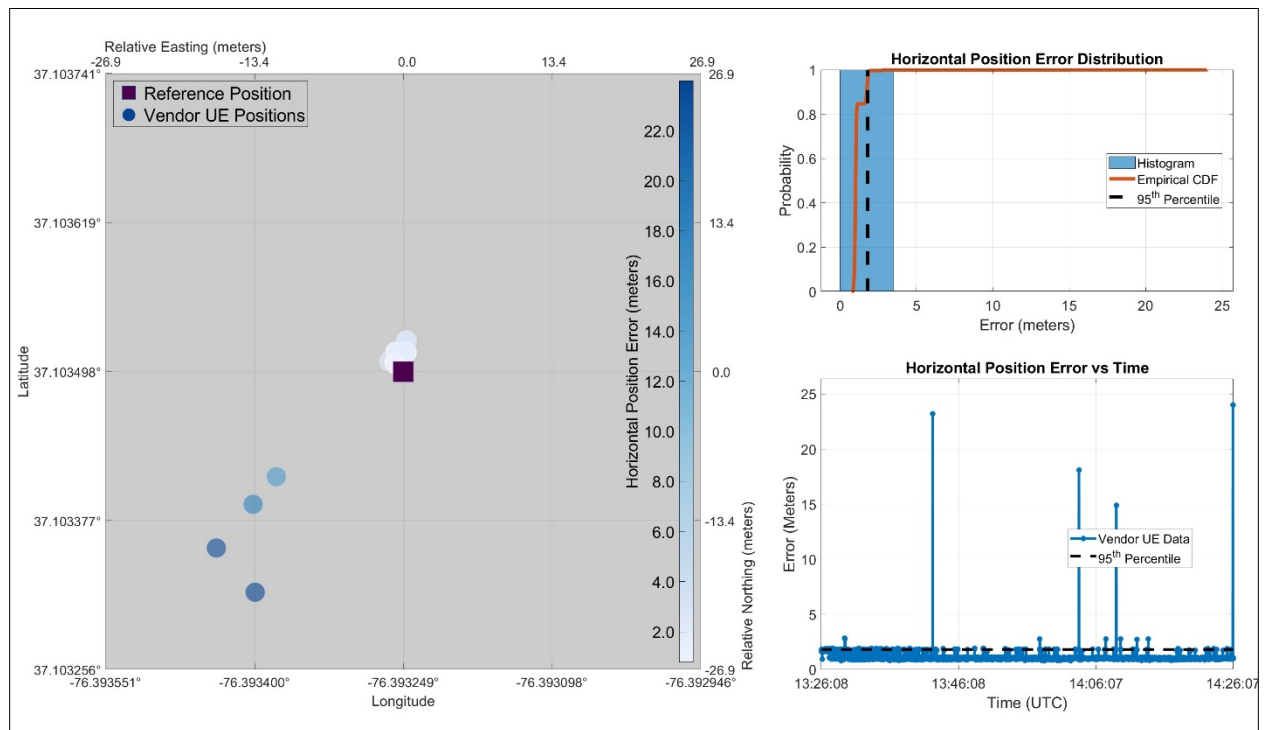 Relative Easting (meters)
-26.9 -13.4 0.0 13.4 26.9
37.103741°
37.103619°
37.103498°
37.103377°
37.103256°
Latitude
Reference Position
Vendor UE Positions
-76.393551° -76.393400° -76.393249° -76.393098° -76.392946°
Longitude
22.0
20.0
18.0
16.0
14.0
12.0
10.0
8.0
6.0
4.0
2.0
Horizontal Position Error (meters)
26.9
13.4
0.0
-13.4
-26.9
Relative Northing (meters)
Horizontal Position Error Distribution
1
0.8
0.6
0.4
0.2
0
Probability
Histogram
Empirical CDF
95th Percentile
0 5 10 15 20 25
Error (meters)
Horizontal Position Error vs Time
25
20
15
10
5
0
Error (Meters)
Vendor UE Data
95th Percentile
13:26:08 13:46:08 14:06:07 14:26:07
Time (UTC)